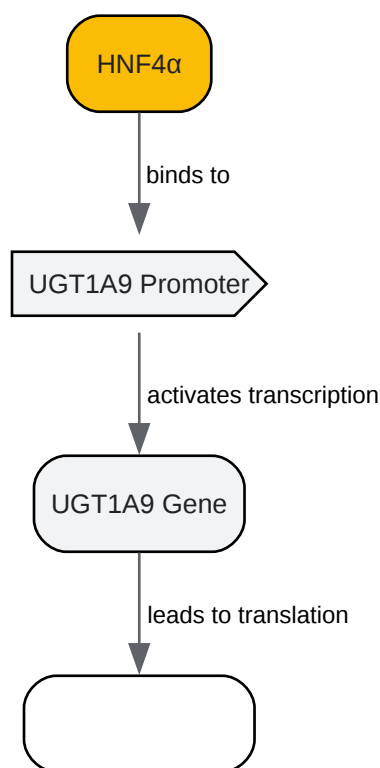 HNF4α
binds to
UGT1A9 Promoter
activates transcription
UGT1A9 Gene
leads to translation